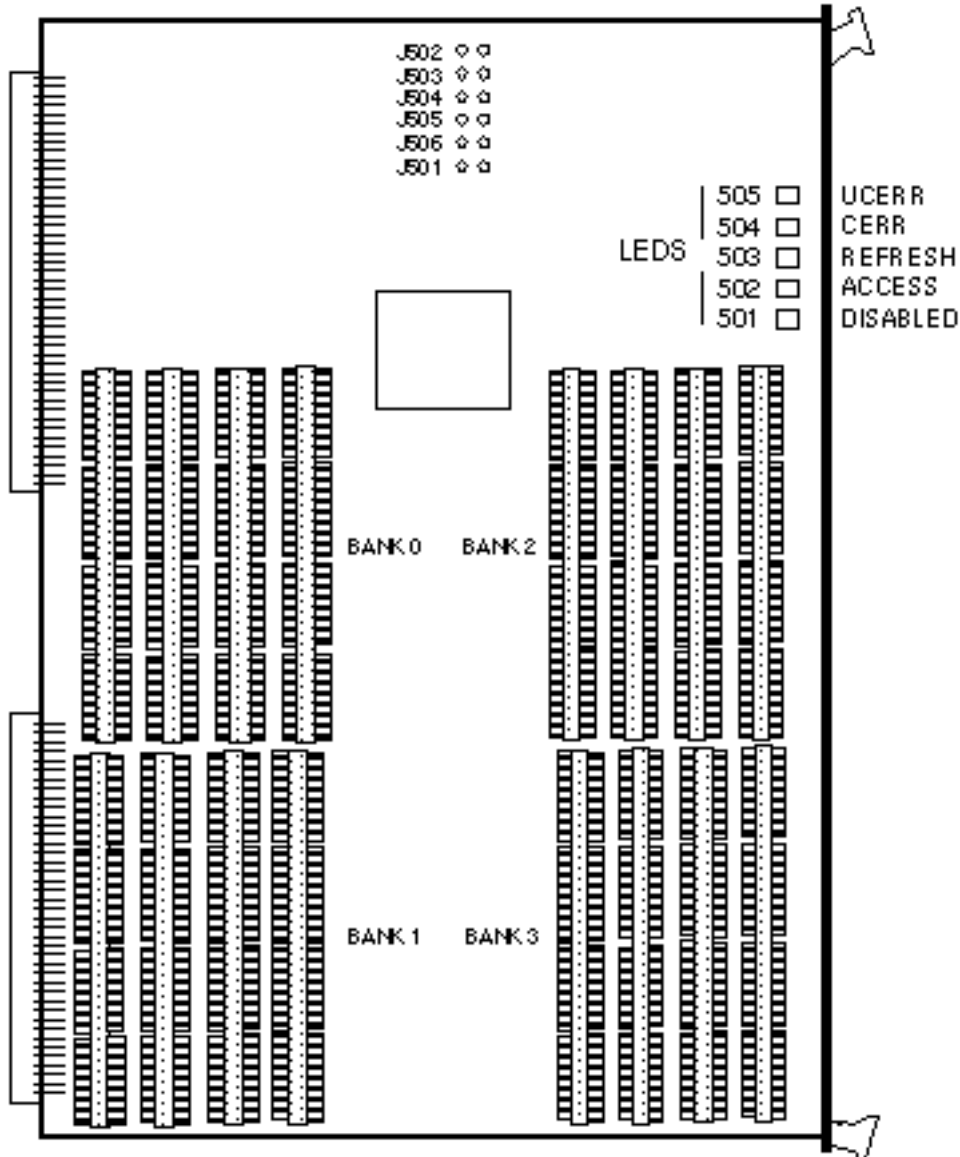 J502
J503
J504
J505
J506
J501
505 UCERR
504 CERR
LEDS
503 REFRESH
502 ACCESS
501 DISABLED
BANK 0 BANK 2
BANK 1 BANK 3